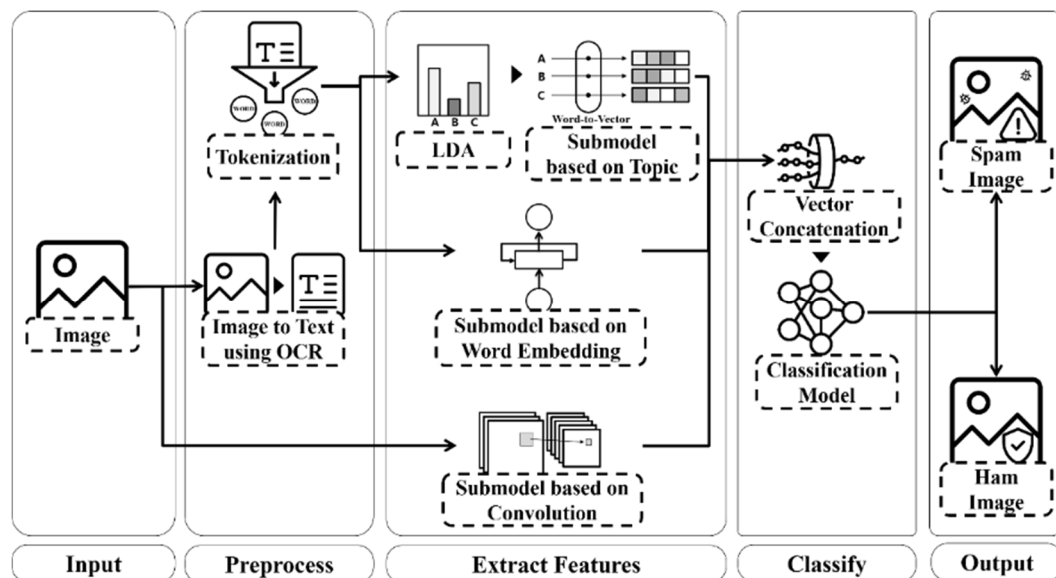 WORD
WORD
WORD
Tokenization
Image
Image to Text
using OCR
A B C
LDA
A
B
C
Word-to-Vector
Submodel
based on Topic
Submodel based on
Word Embedding
Submodel based on
Convolution
Vector
Concatenation
Classification
Model
Spam
Image
Ham
Image
Input
Preprocess
Extract Features
Classify
Output